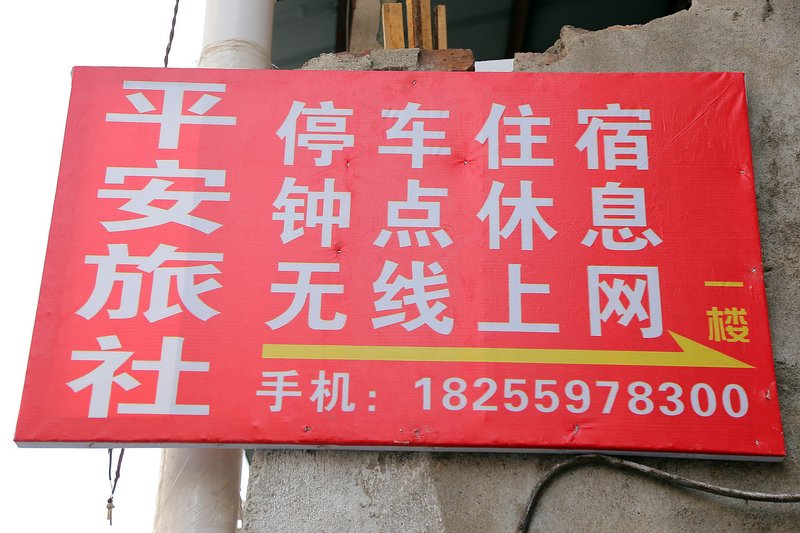 平安旅社
停车住宿
钟点休息
无线上网
一楼
手机：18255978300